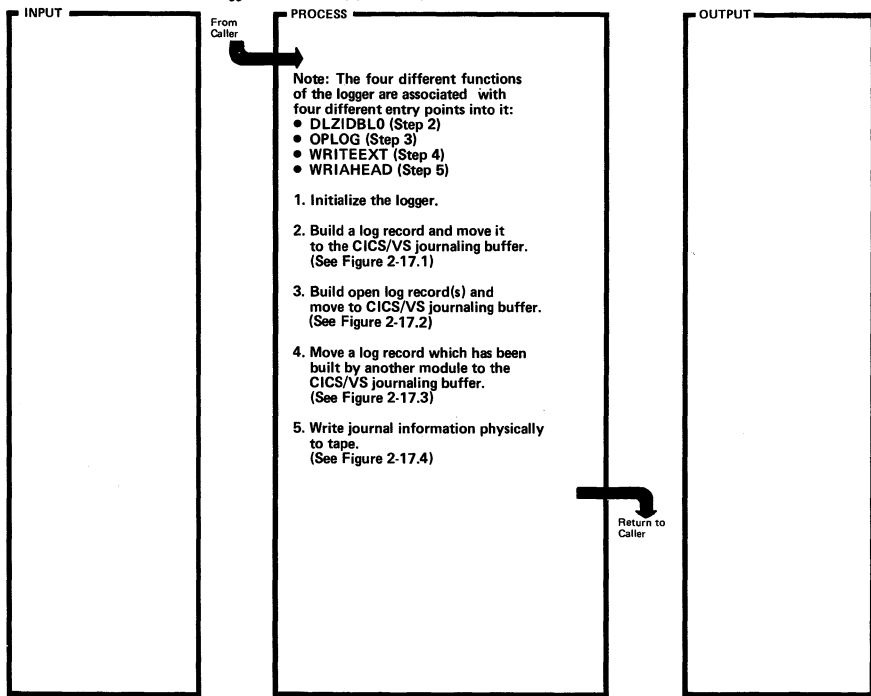 INPUT
From
Caller
PROCESS
OUTPUT
Note: The four different functions
of the logger are associated with
four different entry points into it:
• DLZIDBL0 (Step 2)
• OPLOG (Step 3)
• WRITEEXT (Step 4)
• WRIAHEAD (Step 5)
1. Initialize the logger.
2. Build a log record and move it
to the CICS/VS journaling buffer.
(See Figure 2-17.1)
3. Build open log record(s) and
move to CICS/VS journaling buffer.
(See Figure 2-17.2)
4. Move a log record which has been
built by another module to the
CICS/VS journaling buffer.
(See Figure 2-17.3)
5. Write journal information physically
to tape.
(See Figure 2-17.4)
Return to
Caller